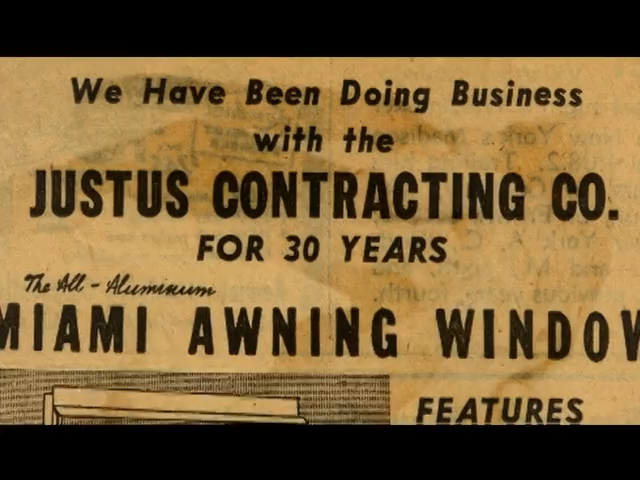 We Have Been Doing Business
with the
JUSTUS CONTRACTING CO.
FOR 30 YEARS
The All-Aluminum
MIAMI AWNING WINDOW
FEATURES